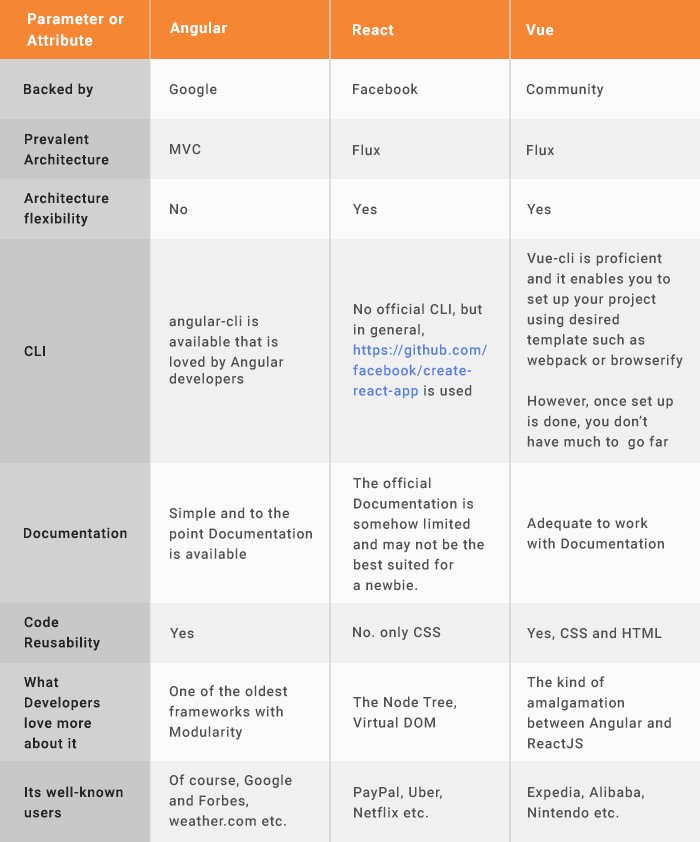 Parameter or
Attribute
Angular
React
Vue
Backed by
Google
Facebook
Community
Prevalent
Architecture
MVC
Flux
Flux
Architecture
flexibility
No
Yes
Yes
CLI
angular-cli is
available that is
loved by Angular
developers
No official CLI, but
in general,
https://github.com/
facebook/create-
react-app is used
Vue-cli is proficient
and it enables you to
set up your project
using desired
template such as
webpack or browserify
However, once set up
is done, you don't
have much to  go far
Documentation
Simple and to the
point Documentation
is available
The official
Documentation is
somehow limited
and may not be the
best suited for
a newbie.
Adequate to work
with Documentation
Code
Reusability
Yes
No. only CSS
Yes, CSS and HTML
What
Developers
love more
about it
One of the oldest
frameworks with
Modularity
The Node Tree,
Virtual DOM
The kind of
amalgamation
between Angular and
ReactJS
Its well-known
users
Of course, Google
and Forbes,
weather.com etc.
PayPal, Uber,
Netflix etc.
Expedia, Alibaba,
Nintendo etc.